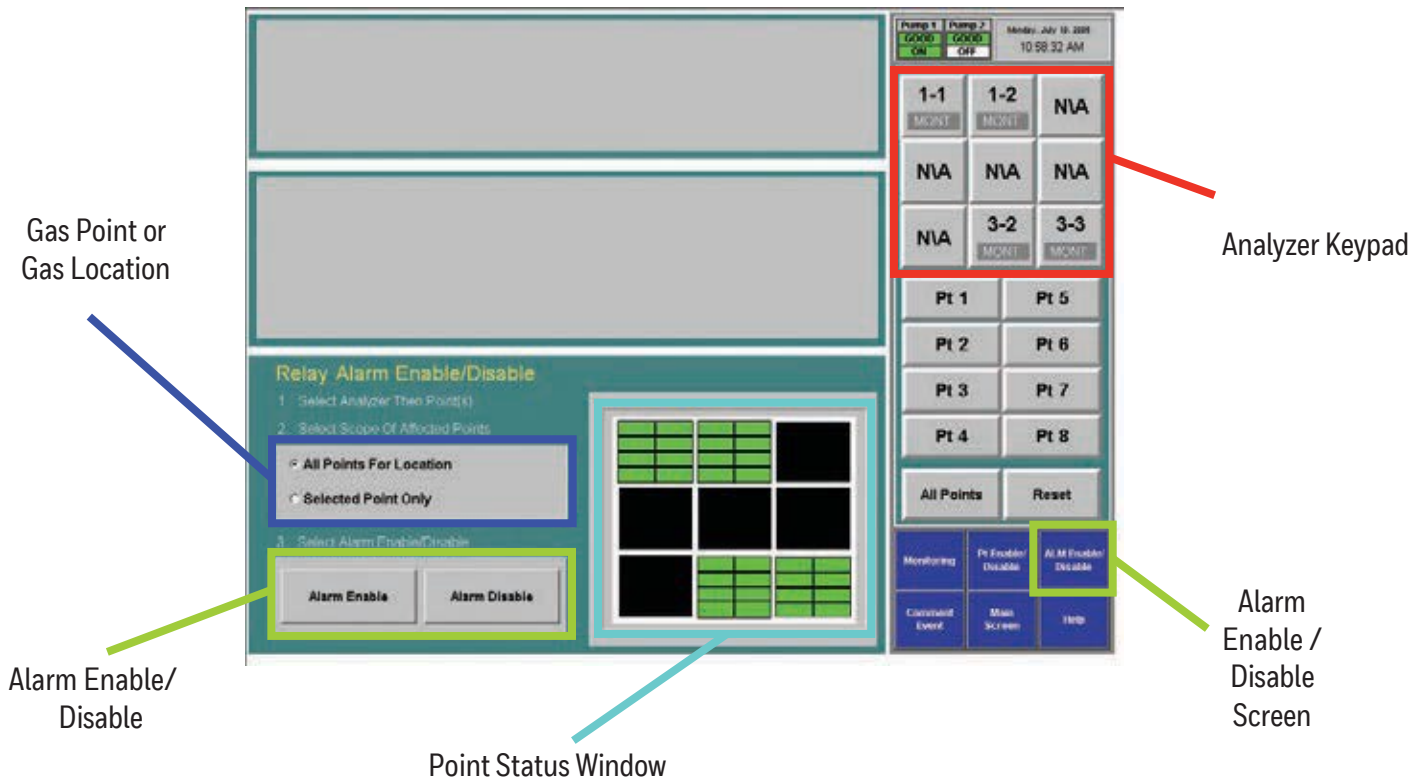 Pump 1 Pump 2
GOOD GOOD
ON OFF
10:58:32 AM
1-1 1-2 N\A
MONT MONT
N\A N\A N\A
N\A 3-2 3-3
MONT MONT
Analyzer Keypad
Gas Point or
Gas Location
Pt 1 Pt 5
Pt 2 Pt 6
Pt 3 Pt 7
Pt 4 Pt 8
All Points Reset
Relay Alarm Enable/Disable
1. Select Analyzer Then Point(s)
2. Select Scope Of Affected Points
All Points For Location
Selected Point Only
3. Select Alarm Enable/Disable
Alarm Enable Alarm Disable
Monitoring Pt Enable/ ALM Enable/
Disable Disable
Comment Main Help
Event Screen
Alarm
Enable /
Disable
Screen
Alarm Enable/
Disable
Point Status Window